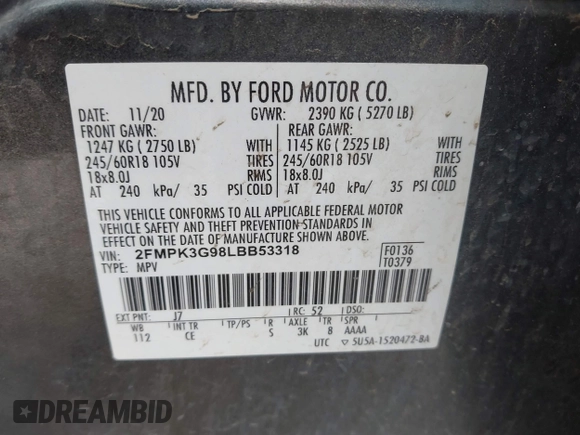 MFD. BY FORD MOTOR CO.
DATE: 11/20 GVWR: 2390 KG ( 5270 LB)
FRONT GAWR: REAR GAWR:
1247 KG ( 2750 LB) 1145 KG ( 2525 LB)
245/60R18 105V TIRES 245/60R18 105V TIRES
18x8.0J RIMS 18x8.0J RIMS
AT 240 kPa/ 35 PSI COLD AT 240 kPa/ 35 PSI COLD
THIS VEHICLE CONFORMS TO ALL APPLICABLE FEDERAL MOTOR
VEHICLE SAFETY AND THEFT PREVENTION STANDARDS IN
EFFECT ON THE DATE OF MANUFACTURE SHOWN ABOVE.
VIN: 2FMPK3G98LBB53318 F0136
TYPE: MPV T0379
EXT PNT: J7 RC: 52 DSO:
WB INT TR TP/PS R AXLE TR SPR
112 CE S 3K 8 AAAA
UTC ▽ 5USA-1520472-BA
DREAMBID